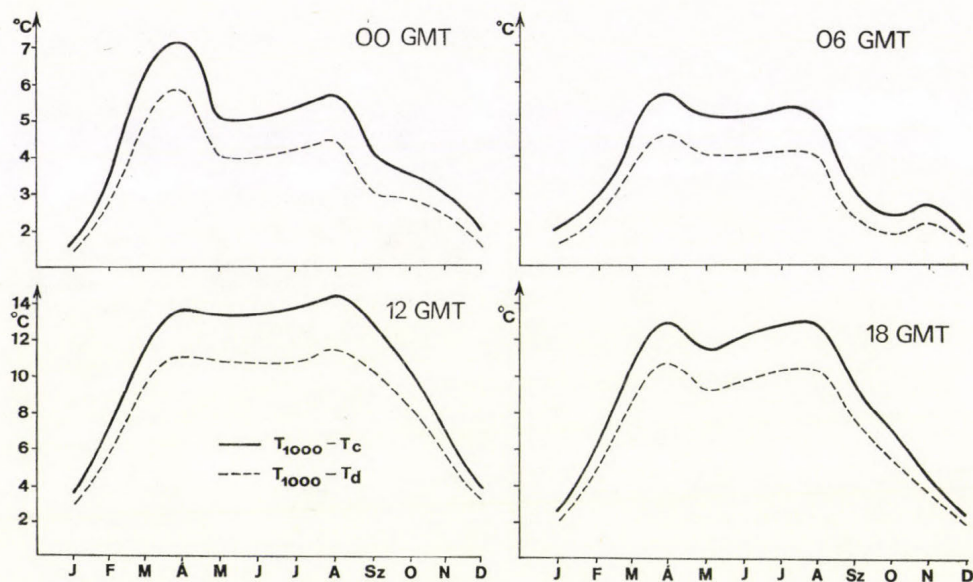 °C
00 GMT
7
6
5
4
3
2
°C
06 GMT
14
°C
12
10
8
6
4
2
12 GMT
T1000 – Tc
T1000 – Td
J F M Á M J J A Sz O N D
°C
18 GMT
J F M A M J J A Sz O N D